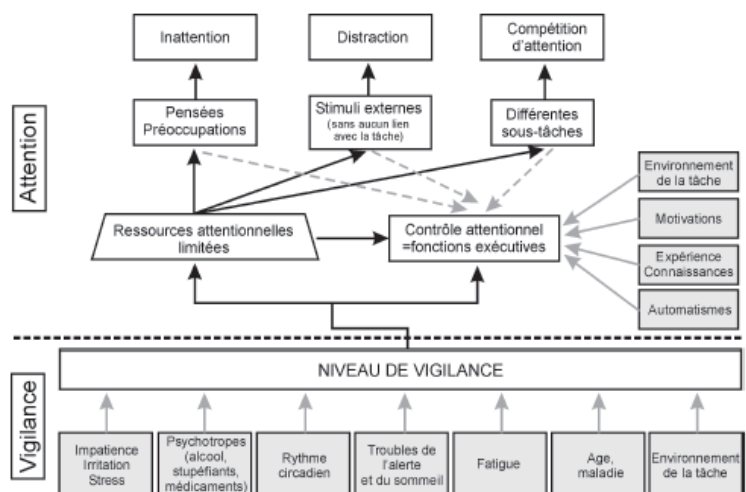 Inattention
Distraction
Compétition
d'attention
Attention
Pensées
Préoccupations
Stimuli externes
(sans aucun lien
avec la tâche)
Différentes
sous-tâches
Environnement
de la tâche
Motivations
Expérience
Connaissances
Automatismes
Ressources attentionnelles
limitées
Contrôle attentionnel
=fonctions exécutives
Vigilance
NIVEAU DE VIGILANCE
Impatience
Irritation
Stress
Psychotropes
(alcool,
stupéfiants,
médicaments)
Rythme
circadien
Troubles de
l'alerte
et du sommeil
Fatigue
Age,
maladie
Environnement
de la tâche